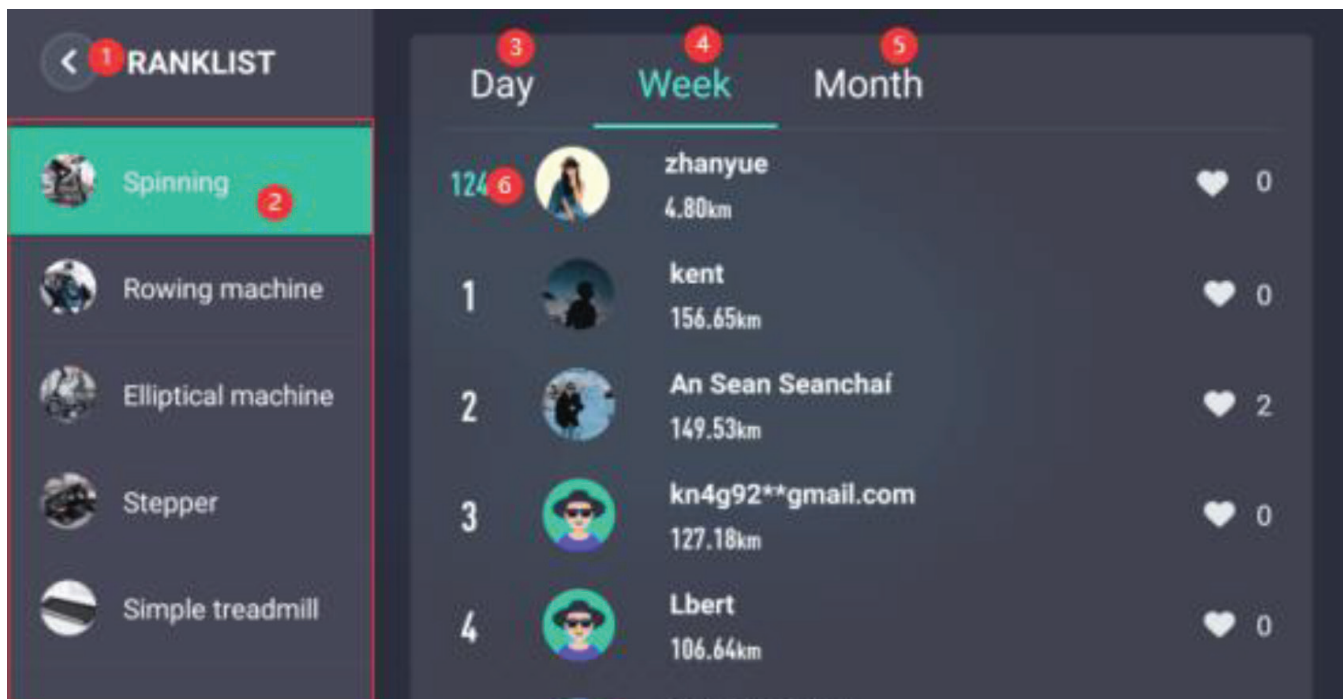 1 RANKLIST
Spinning 2
Rowing machine
Elliptical machine
Stepper
Simple treadmill
3 4 5
Day Week Month
124 6 zhanyue 0
4.80km
1 kent 0
156.65km
2 An Sean Seanchaí 2
149.53km
3 kn4g92**gmail.com 0
127.18km
4 Lbert 0
106.64km